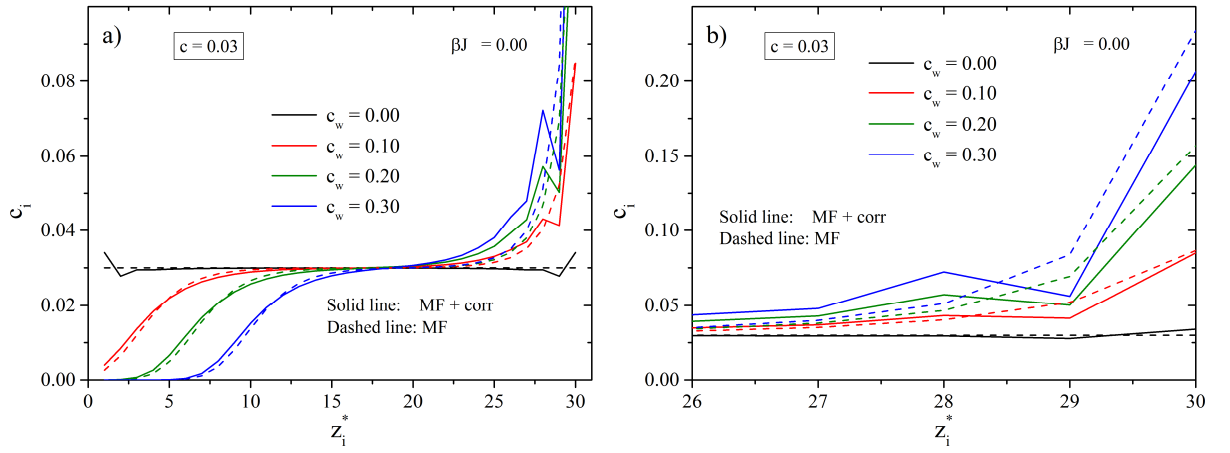 a)
c = 0.03
βJ = 0.00
c_w = 0.00
c_w = 0.10
c_w = 0.20
c_w = 0.30
Solid line: MF + corr
Dashed line: MF
0.08
0.06
0.04
0.02
0.00
c_i
0 5 10 15 20 25 30
z_i^*
b)
c = 0.03
βJ = 0.00
c_w = 0.00
c_w = 0.10
c_w = 0.20
c_w = 0.30
Solid line: MF + corr
Dashed line: MF
0.20
0.15
0.10
0.05
0.00
c_i
26 27 28 29 30
z_i^*